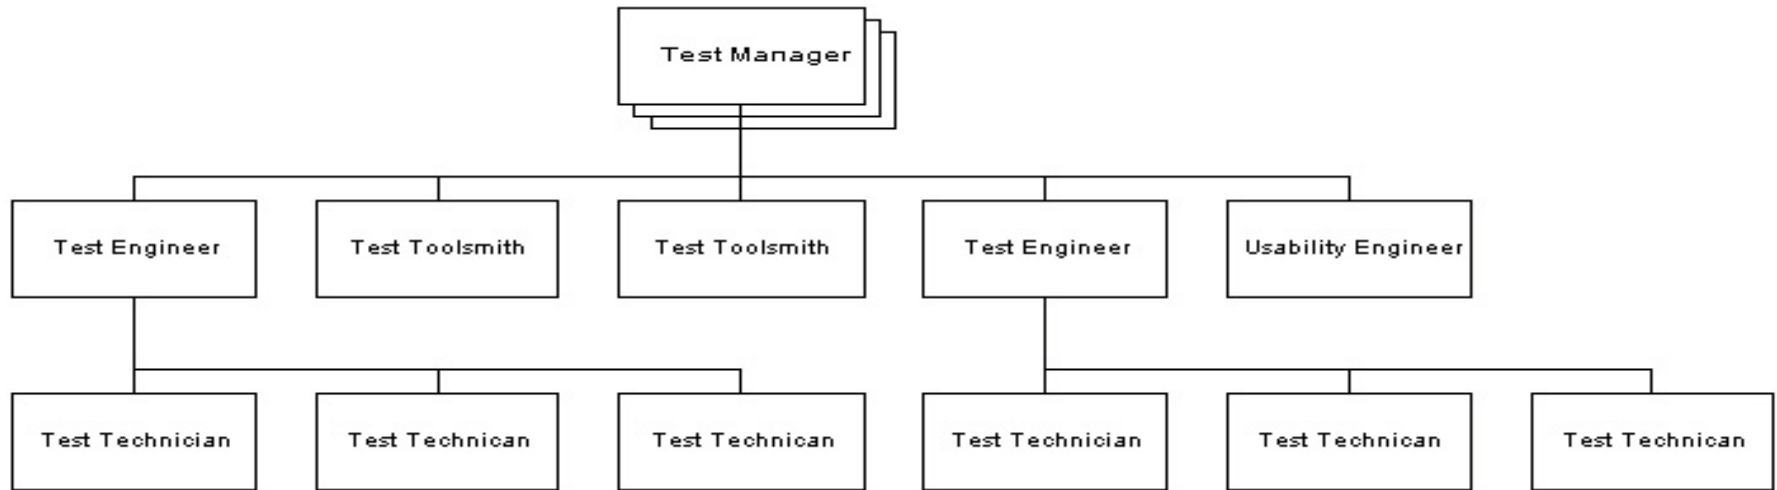 Test Manager
Test Engineer
Test Toolsmith
Test Toolsmith
Test Engineer
Usability Engineer
Test Technician
Test Technican
Test Technican
Test Technician
Test Technican
Test Technican